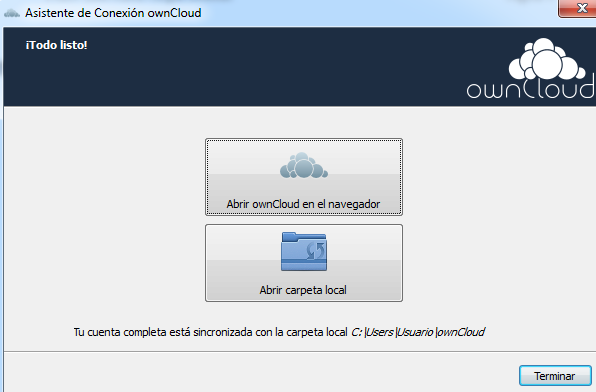 Asistente de Conexión ownCloud
¡Todo listo!
ownCloud
Abrir ownCloud en el navegador
Abrir carpeta local
Tu cuenta completa está sincronizada con la carpeta local C:\Users\Usuario\ownCloud
Terminar